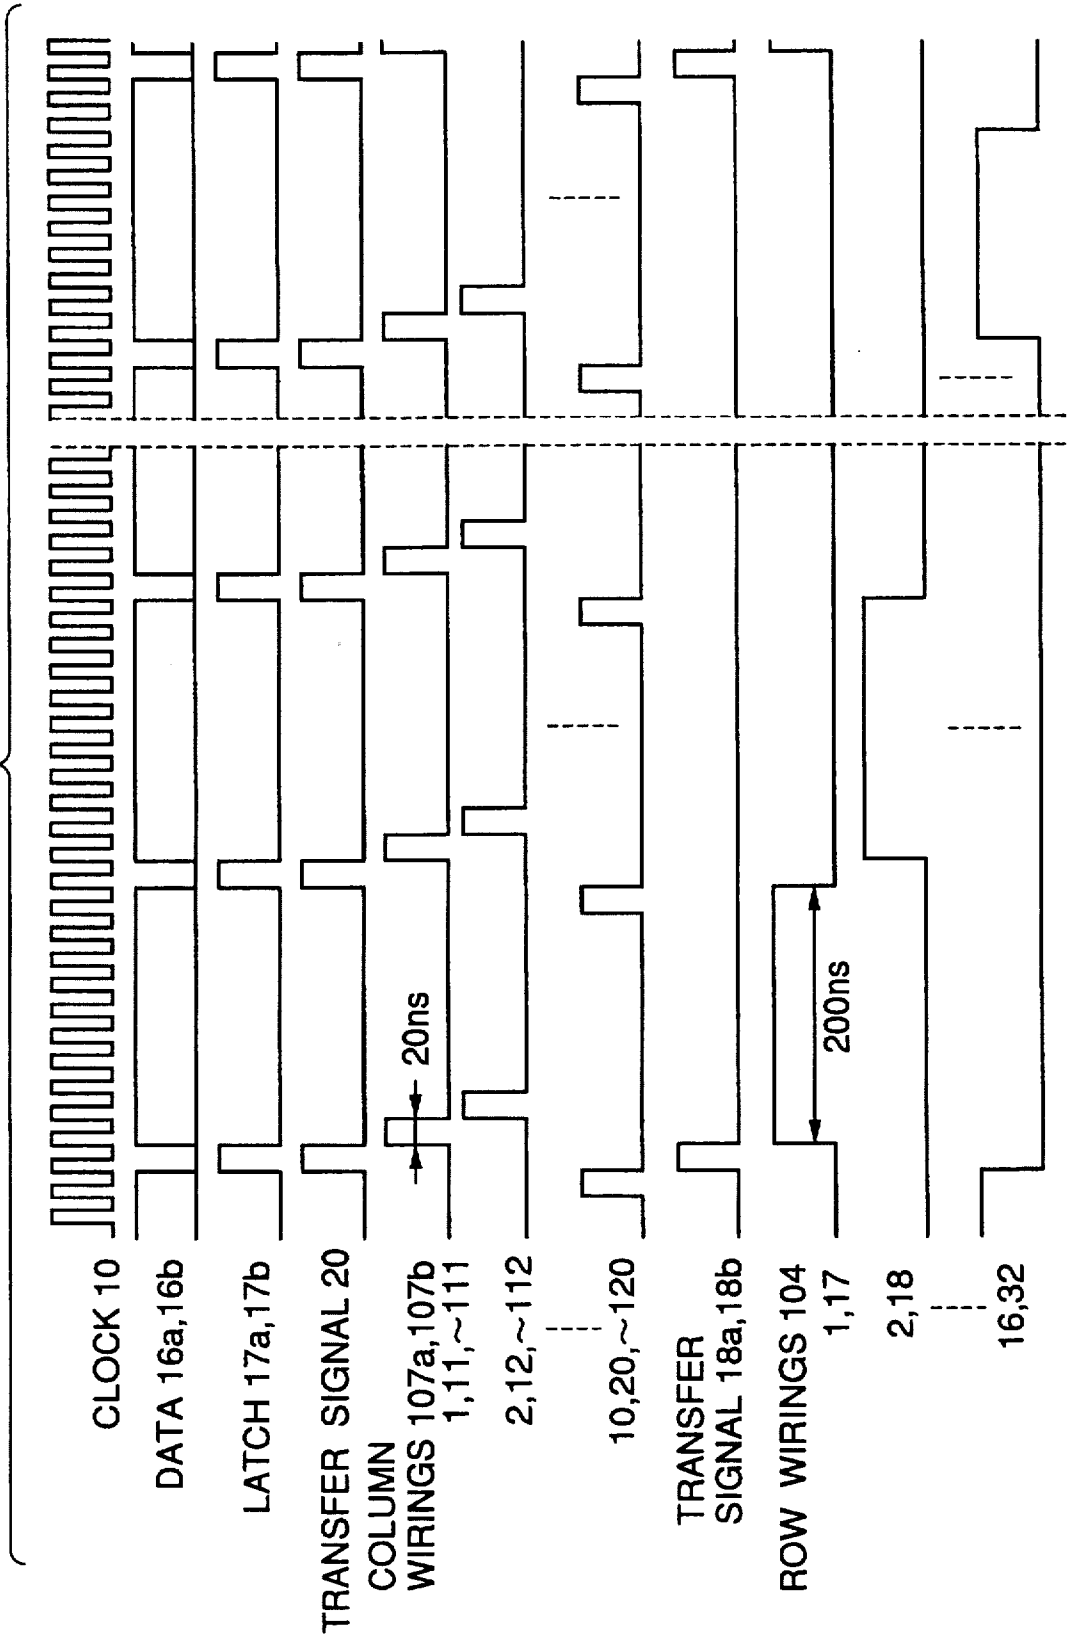 CLOCK 10
DATA 16a,16b
LATCH 17a,17b
TRANSFER SIGNAL 20
COLUMN
WIRINGS 107a,107b
1,11,~111
20ns
2,12,~112
10,20,~120
TRANSFER
SIGNAL 18a,18b
ROW WIRINGS 104
1,17
200ns
2,18
16,32